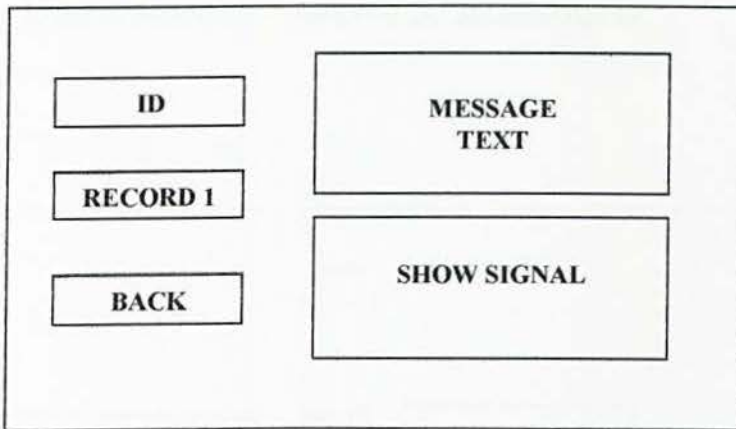 ID
RECORD 1
BACK
MESSAGE
TEXT
SHOW SIGNAL